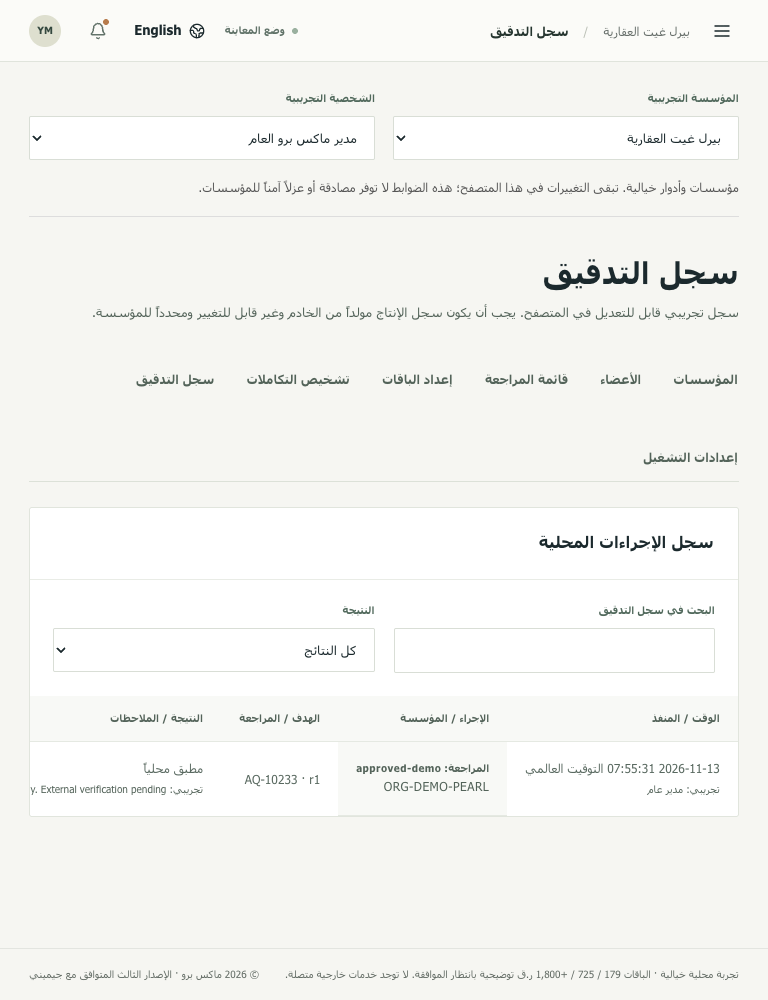 بيرل غيت العقارية / سجل التدقيق
وضع المعاينة
English
YM
المؤسسة التجريبية
الشخصية التجريبية
بيرل غيت العقارية
مدير ماكس برو العام
مؤسسات وأدوار خيالية. تبقى التغييرات في هذا المتصفح؛ هذه الضوابط لا توفر مصادقة أو عزلاً آمناً للمؤسسات.
سجل التدقيق
سجل تجريبي قابل للتعديل في المتصفح. يجب أن يكون سجل الإنتاج مولداً من الخادم وغير قابل للتغيير ومحدداً للمؤسسة.
المؤسسات
الأعضاء
قائمة المراجعة
إعداد الباقات
تشخيص التكاملات
سجل التدقيق
إعدادات التشغيل
سجل الإجراءات المحلية
البحث في سجل التدقيق
النتيجة
كل النتائج
الوقت / المنفذ
الإجراء / المؤسسة
الهدف / المراجعة
النتيجة / الملاحظات
2026-11-13 07:55:31 التوقيت العالمي
تجريبي: مدير عام
المراجعة: approved-demo
ORG-DEMO-PEARL
AQ-10233 · r1
مطبق محلياً
تجريبي: y. External verification pending
تجربة محلية خيالية · الباقات 179 / 725 / +1,800 ر.ق توضيحية بانتظار الموافقة. لا توجد خدمات خارجية متصلة.
© 2026 ماكس برو · الإصدار الثالث المتوافق مع جيميني